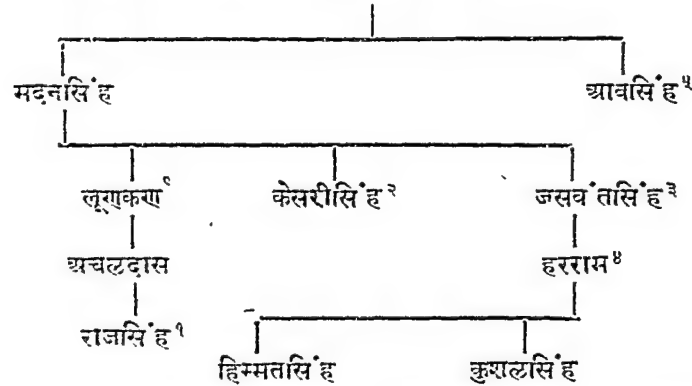 मदनसिंह आवसिंह५
लूणकर्ण केसरीसिंह२ जसवंतसिंह३
अचलदास हरराम४
राजसिंह१
हिम्मतसिंह कुशलसिंह